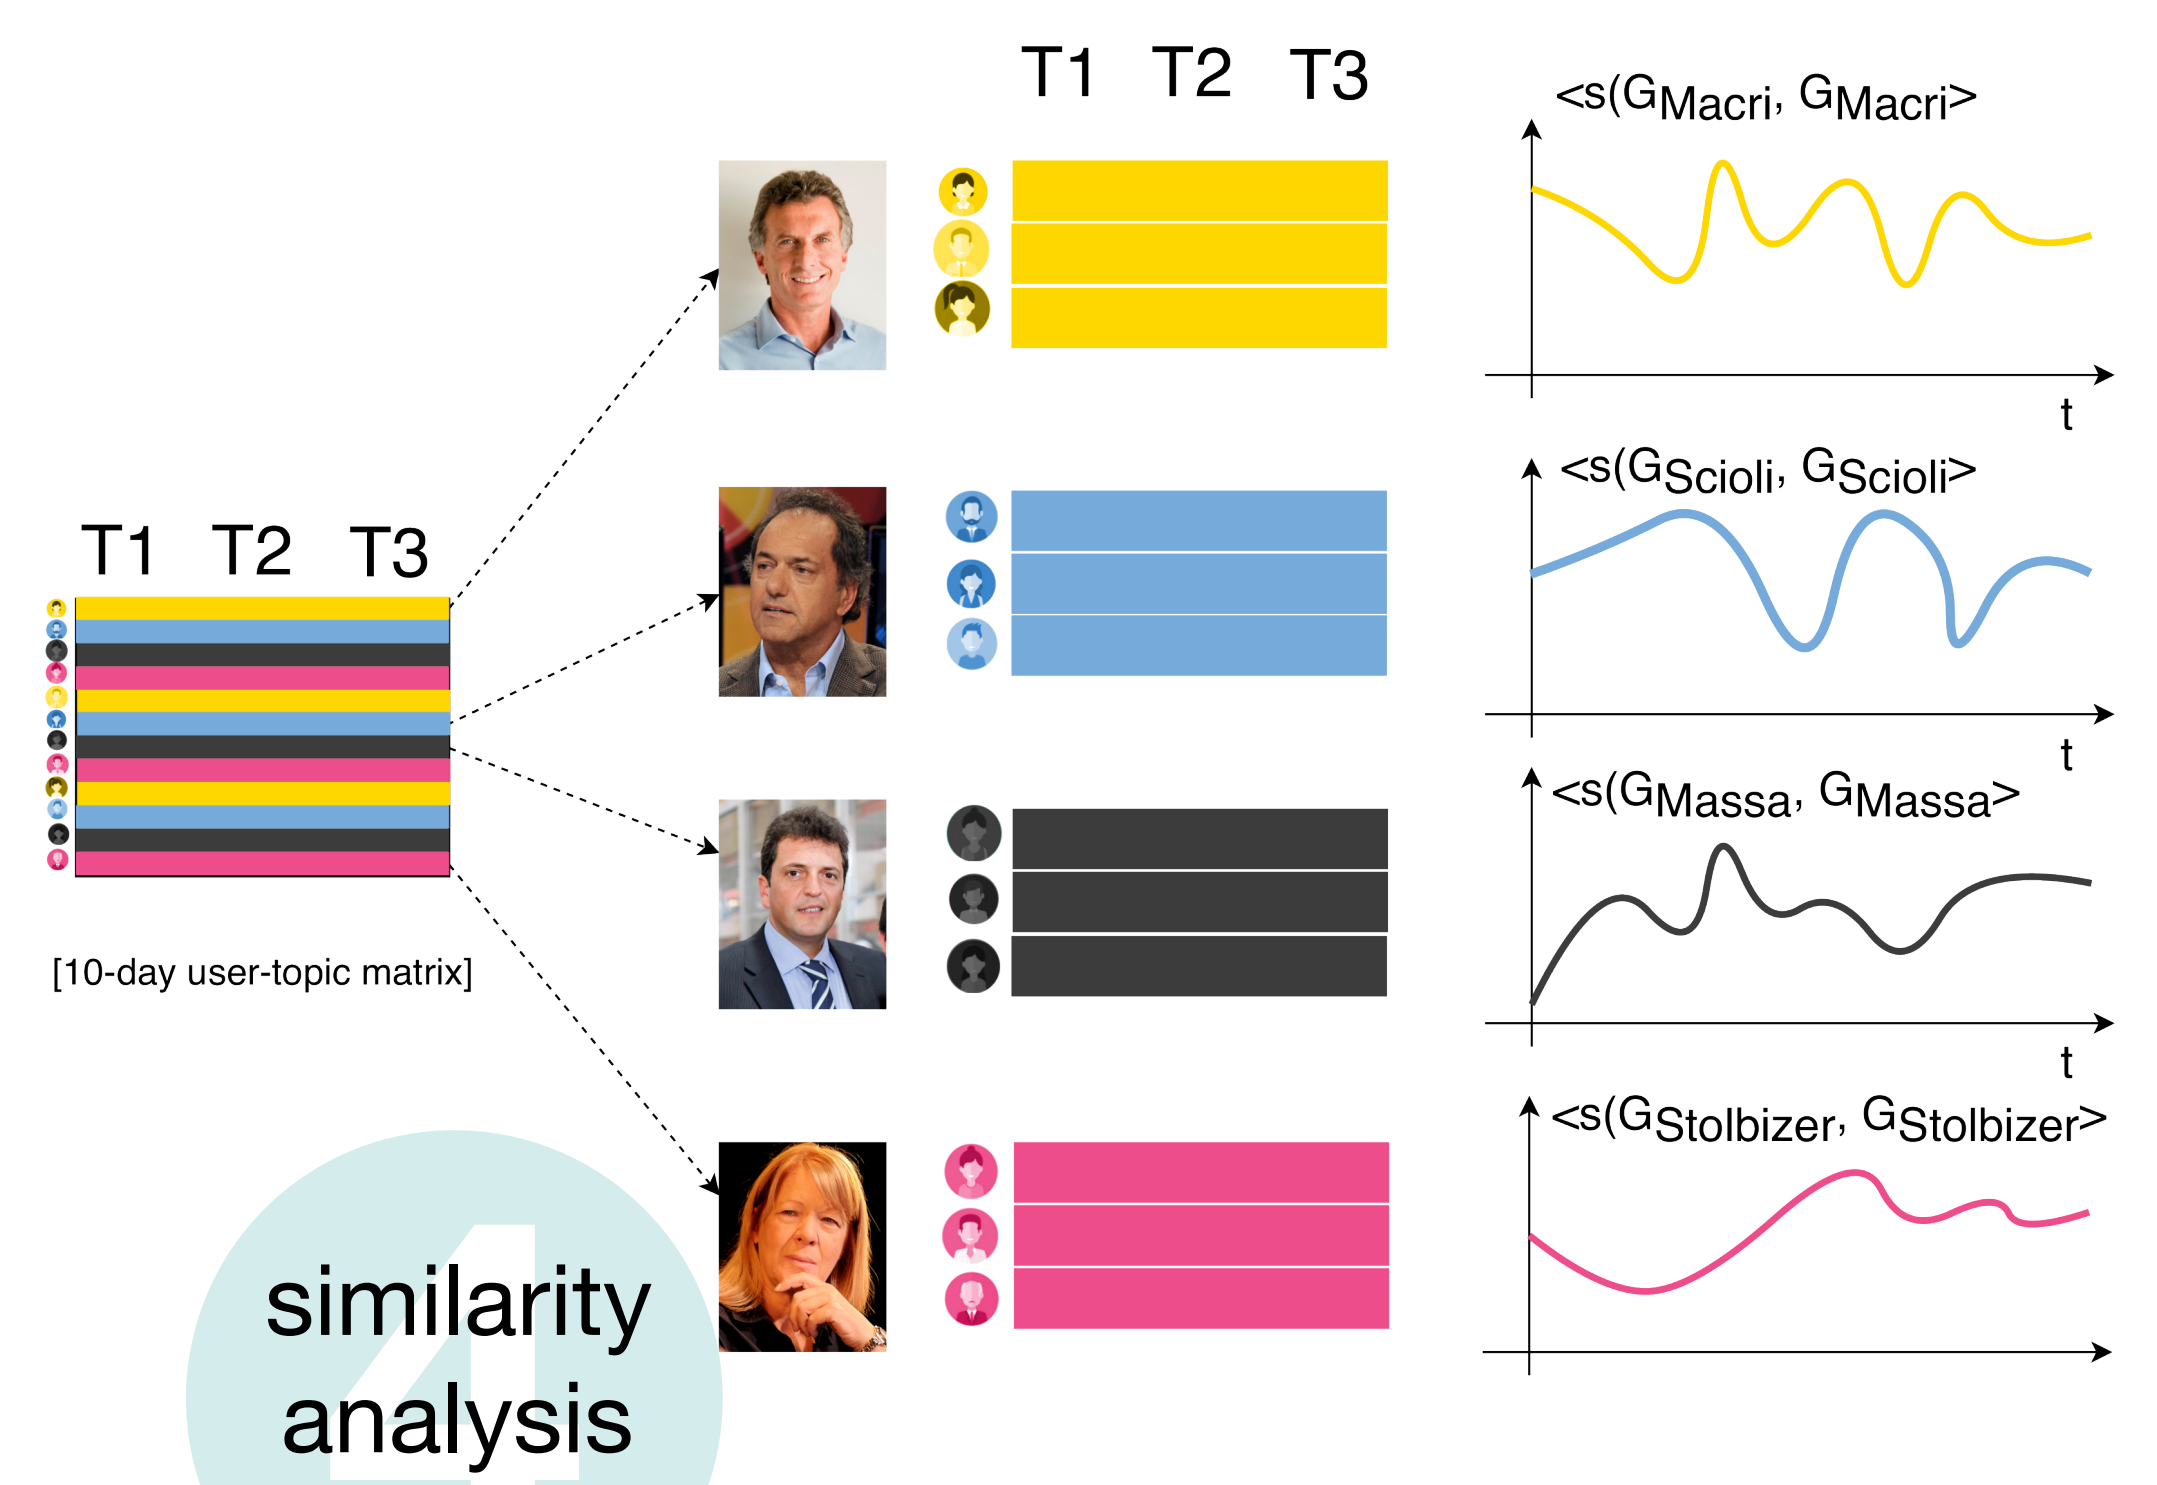 T1 T2 T3
<s(GMacri, GMacri>
t
<s(GScioli, GScioli>
t
T1 T2 T3
[10-day user-topic matrix]
<s(GMassa, GMassa>
t
<s(GStolbizer, GStolbizer>
4
similarity
analysis